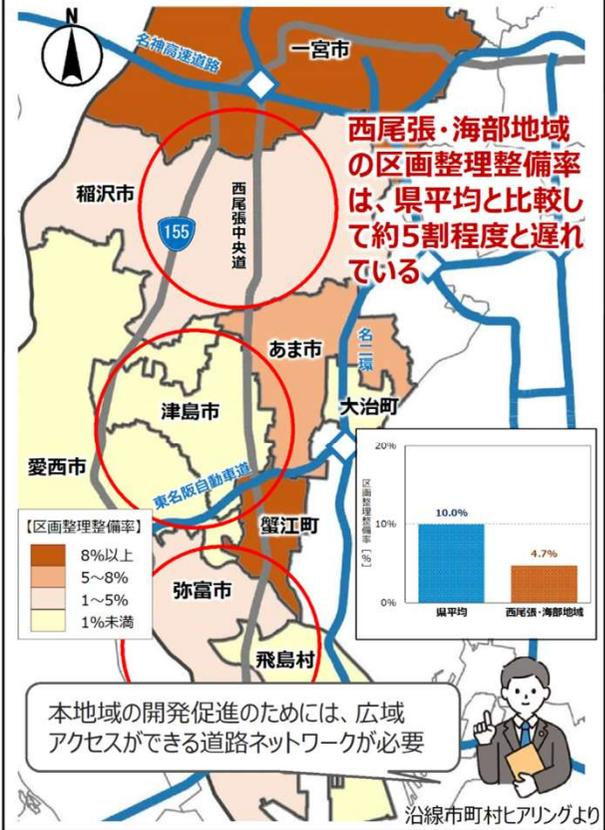 N
名神高速道路
一宮市
西尾張・海部地域
の区画整理整備率
は、県平均と比較し
て約5割程度と遅れ
ている
稲沢市
155
西尾張中央道
あま市
名二環
津島市
大治町
愛西市
東名阪自動車道
蟹江町
弥富市
飛島村
【区画整理整備率】
8%以上
5～8%
1～5%
1%未満
20%
10%
0%
区画整理整備率[%]
10.0%
4.7%
県平均
西尾張・海部地域
本地域の開発促進のためには、広域
アクセスができる道路ネットワークが必要
沿線市町村ヒアリングより